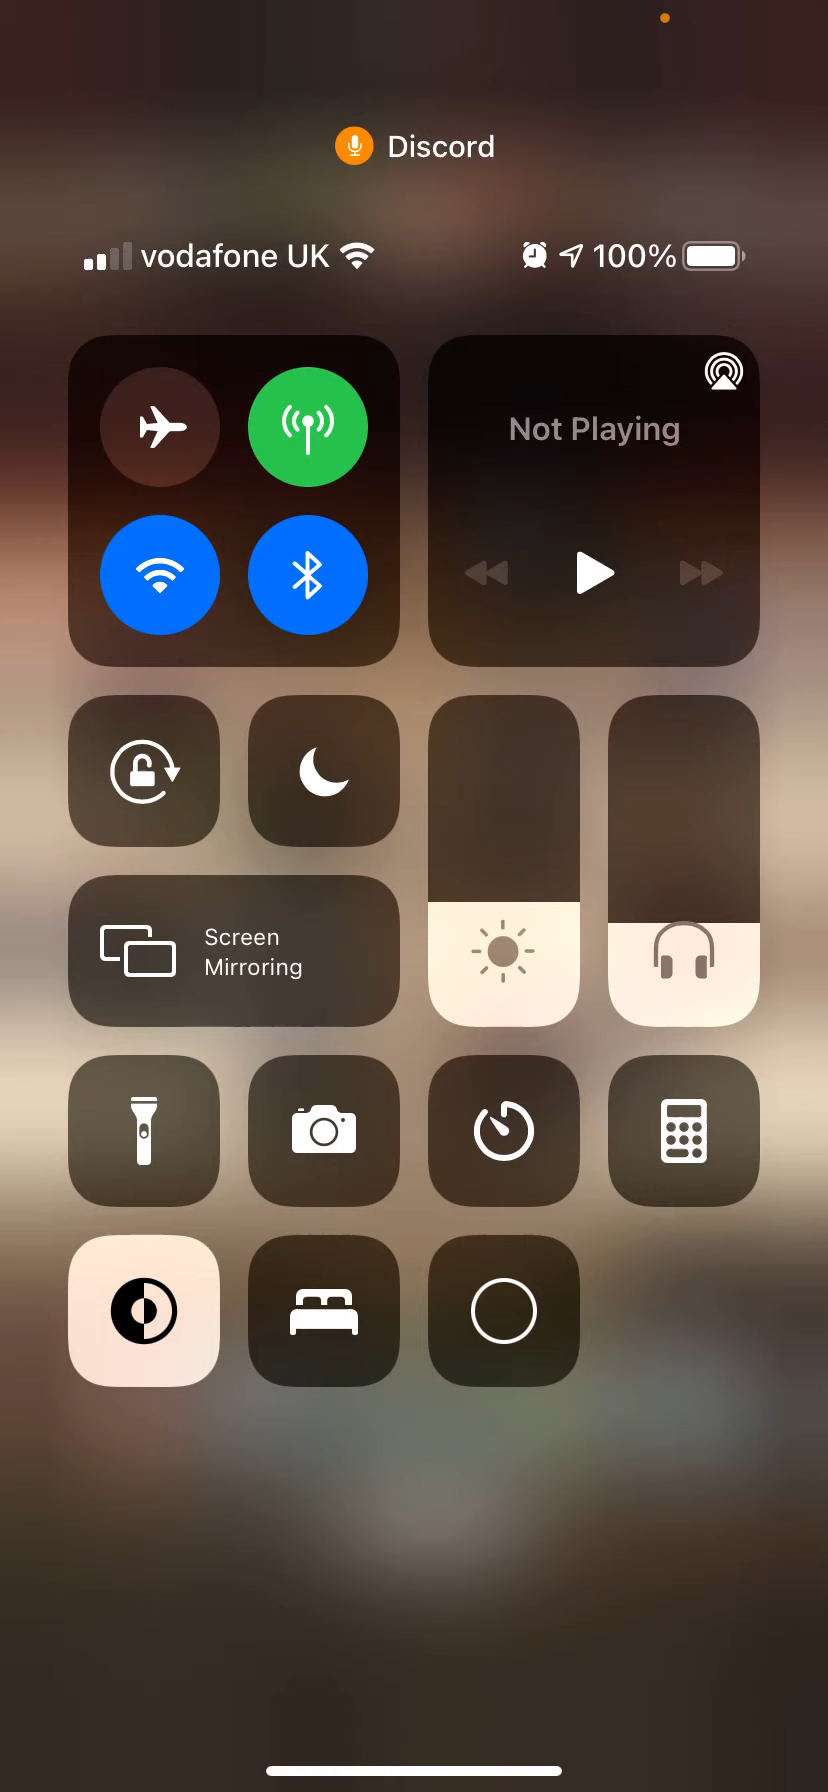 Discord
vodafone UK 100%
Not Playing
Screen
Mirroring